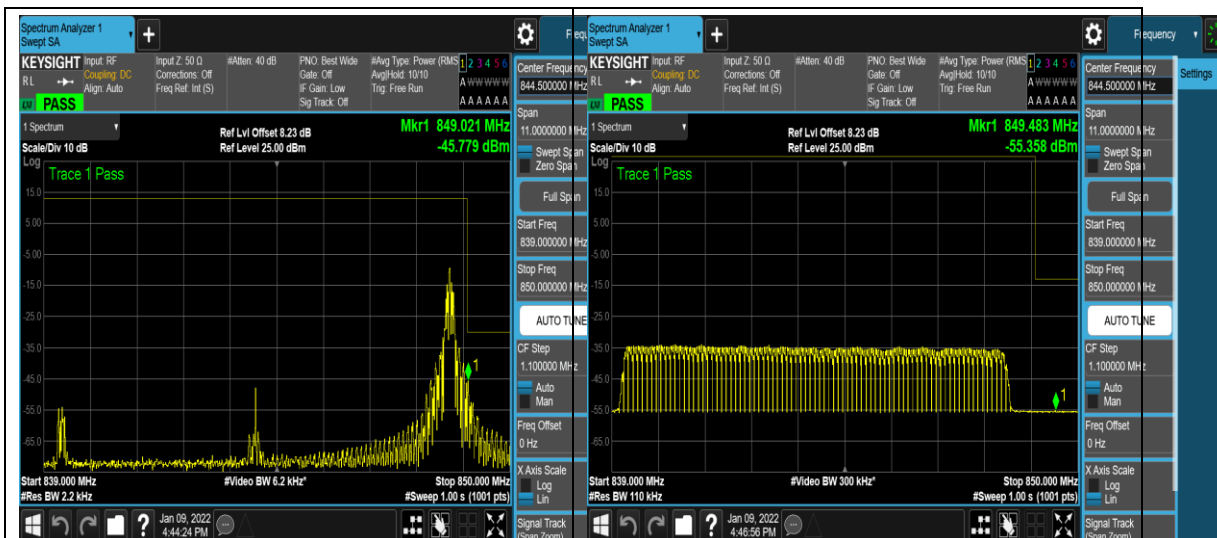 Spectrum Analyzer 1
Swept SA
+
KEYSIGHT
RL
PASS
Input: RF
Coupling: DC
Align: Auto
Input Z: 50 Ω
Corrections: Off
Freq Ref: Int (S)
#Atten: 40 dB
PNO: Best Wide
Gate: Off
IF Gain: Low
Sig Track: Off
#Avg Type: Power (RMS
Avg|Hold: 10/10
Trig: Free Run
1 2 3 4 5 6
A W W W W W
A A A A A A
1 Spectrum
Scale/Div 10 dB
Ref Lvl Offset 8.23 dB
Ref Level 25.00 dBm
Mkr1 849.021 MHz
-45.779 dBm
Log
Trace 1 Pass
15.0
5.00
-5.00
-15.0
-25.0
-35.0
-45.0
-55.0
-65.0
1
Start 839.000 MHz
#Res BW 2.2 kHz
#Video BW 6.2 kHz*
Stop 850.000 MHz
#Sweep 1.00 s (1001 pts)
?
Jan 09, 2022
4:44:24 PM
Frequ
Center Frequency
844.500000 MHz
Span
11.0000000 MHz
Swept Span
Zero Span
Full Span
Start Freq
839.000000 MHz
Stop Freq
850.000000 MHz
AUTO TUNE
CF Step
1.100000 MHz
Auto
Man
Freq Offset
0 Hz
X Axis Scale
Log
Lin
Signal Track
(Span Zoom)
Spectrum Analyzer 1
Swept SA
+
KEYSIGHT
RL
PASS
Input: RF
Coupling: DC
Align: Auto
Input Z: 50 Ω
Corrections: Off
Freq Ref: Int (S)
#Atten: 40 dB
PNO: Best Wide
Gate: Off
IF Gain: Low
Sig Track: Off
#Avg Type: Power (RMS
Avg|Hold: 10/10
Trig: Free Run
1 2 3 4 5 6
A W W W W W
A A A A A A
1 Spectrum
Scale/Div 10 dB
Ref Lvl Offset 8.23 dB
Ref Level 25.00 dBm
Mkr1 849.483 MHz
-55.358 dBm
Log
Trace 1 Pass
15.0
5.00
-5.00
-15.0
-25.0
-35.0
-45.0
-55.0
-65.0
1
Start 839.000 MHz
#Res BW 110 kHz
#Video BW 300 kHz*
Stop 850.000 MHz
#Sweep 1.00 s (1001 pts)
?
Jan 09, 2022
4:46:56 PM
Frequency
Settings
Center Frequency
844.500000 MHz
Span
11.0000000 MHz
Swept Span
Zero Span
Full Span
Start Freq
839.000000 MHz
Stop Freq
850.000000 MHz
AUTO TUNE
CF Step
1.100000 MHz
Auto
Man
Freq Offset
0 Hz
X Axis Scale
Log
Lin
Signal Track
(Span Zoom)